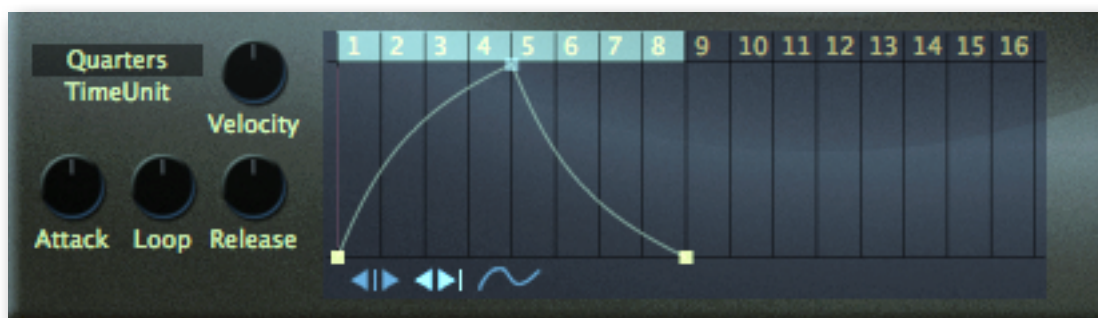 Quarters
TimeUnit
Velocity
Attack Loop Release
1 2 3 4 5 6 7 8 9 10 11 12 13 14 15 16